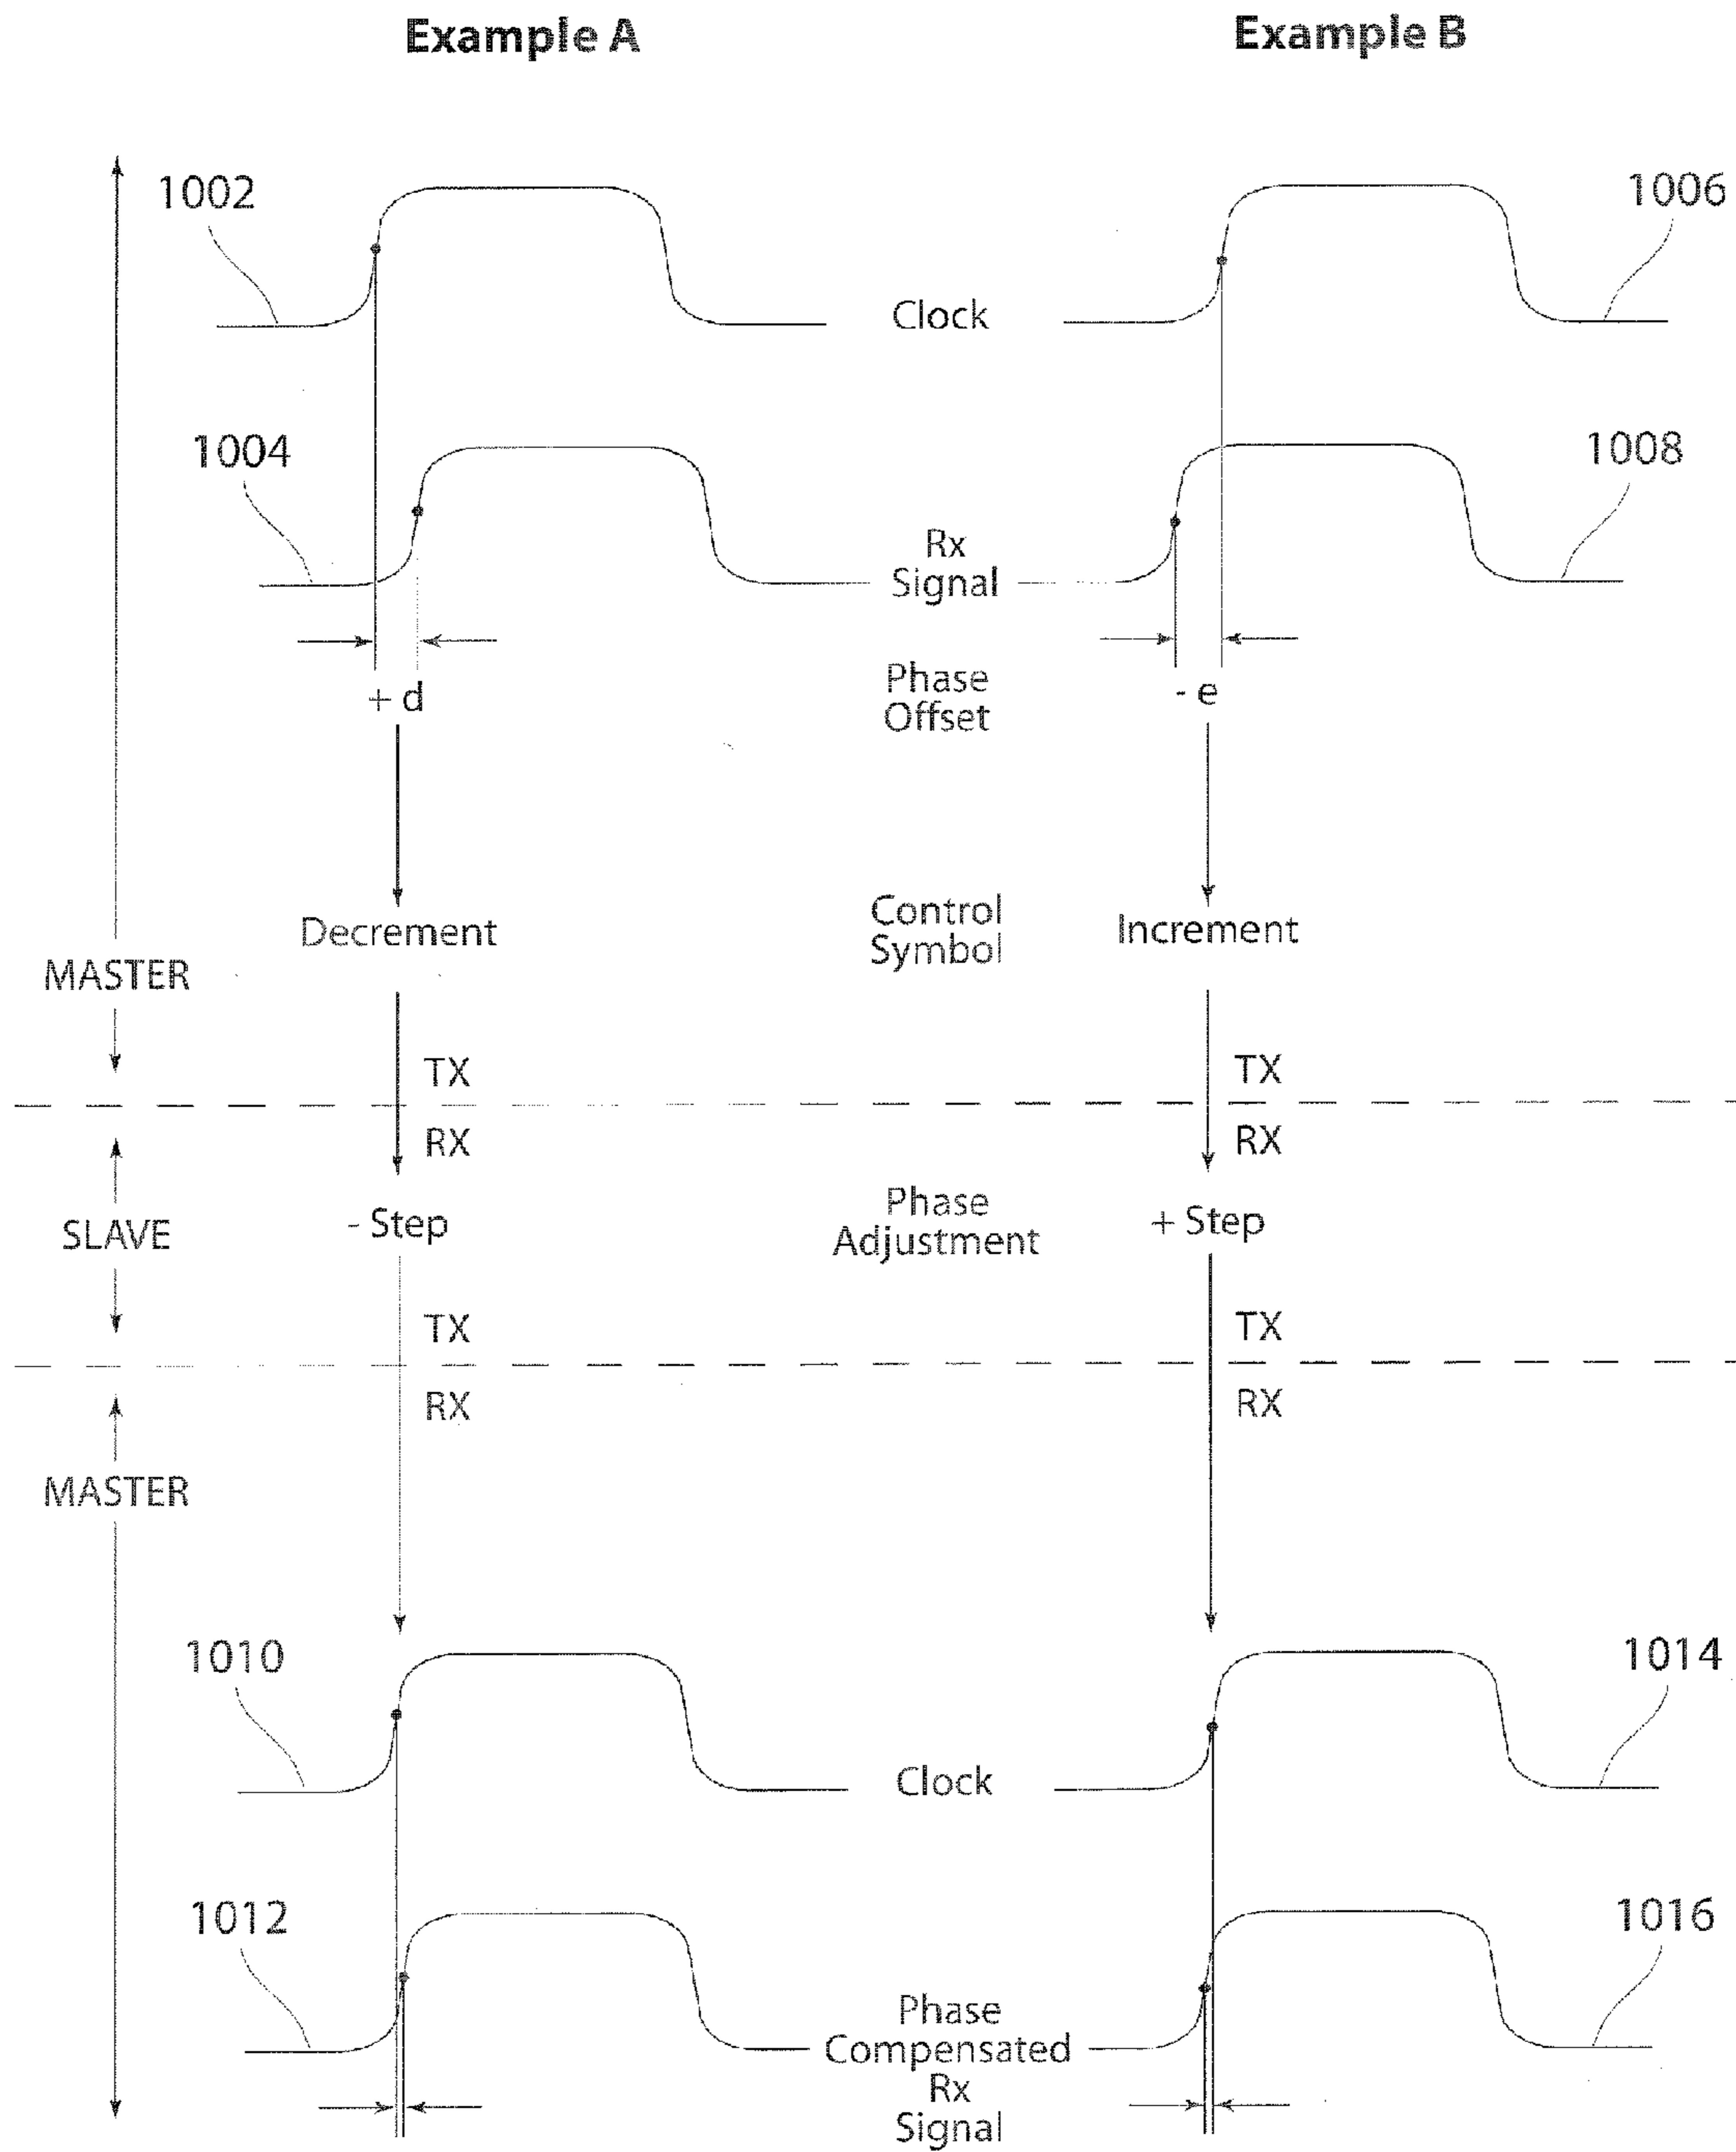 Example A
Example B
1002
1006
Clock
1004
1008
Rx
Signal
+ d
Phase
Offset
- e
Decrement
Control
Symbol
Increment
MASTER
TX
TX
RX
RX
SLAVE
- Step
Phase
Adjustment
+ Step
TX
TX
RX
RX
MASTER
1010
1014
Clock
1012
1016
Phase
Compensated
Rx
Signal